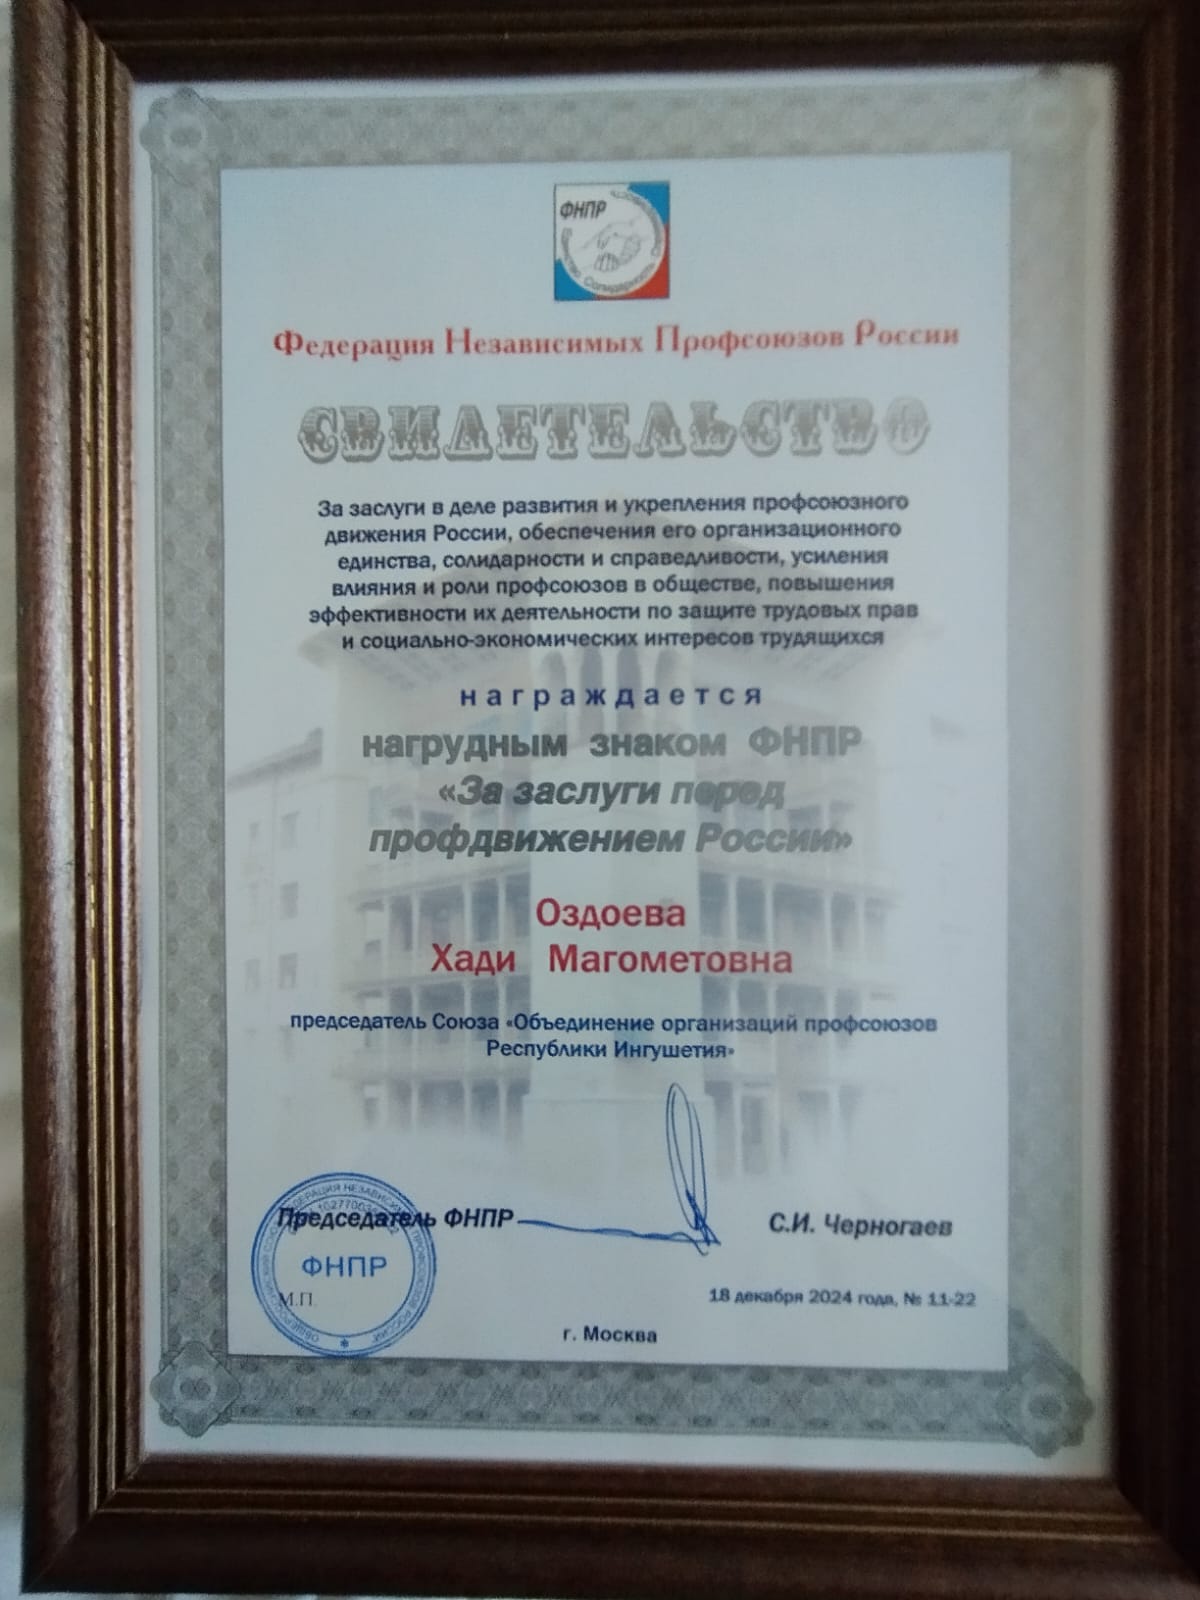 ФНПР
Единство Солидарность
Федерация Независимых Профсоюзов России
СВИДЕТЕЛЬСТВО
За заслуги в деле развития и укрепления профсоюзного
движения России, обеспечения его организационного
единства, солидарности и справедливости, усиления
влияния и роли профсоюзов в обществе, повышения
эффективности их деятельности по защите трудовых прав
и социально-экономических интересов трудящихся
награждается
нагрудным знаком ФНПР
«За заслуги перед
профдвижением России»
Оздоева
Хади Магометовна
председатель Союза «Объединение организаций профсоюзов
Республики Ингушетия»
Председатель ФНПР
С.И. Черногаев
ФНПР
М.П.
18 декабря 2024 года, № 11-22
г. Москва